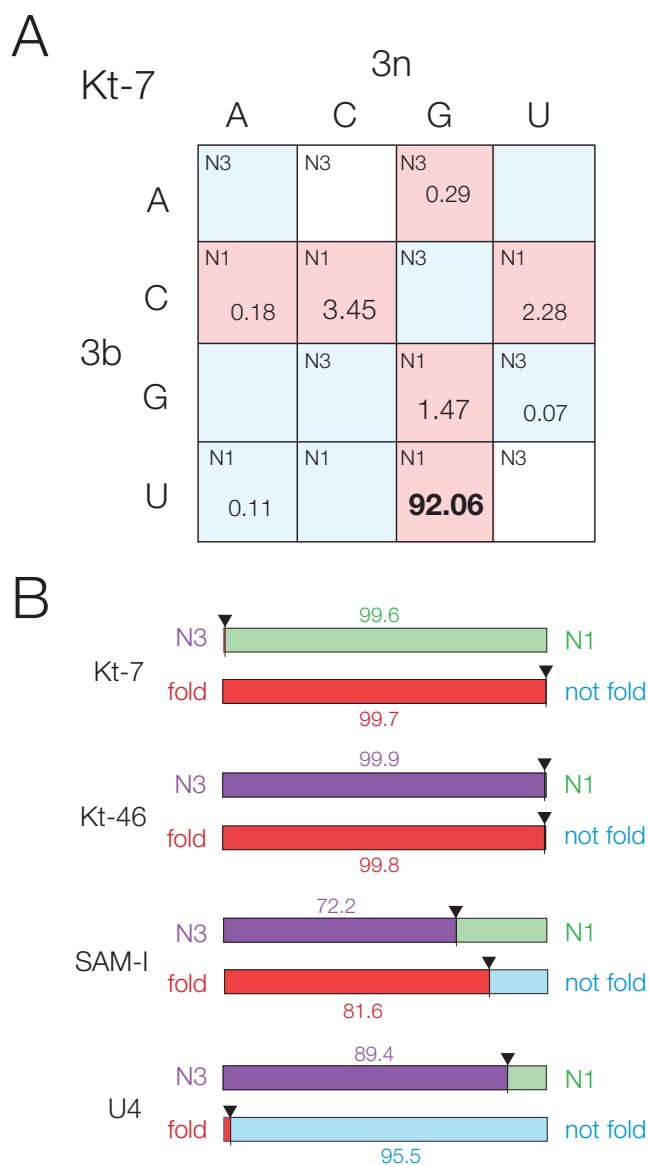 A
Kt-7
3n
A C G U
A N3 N3 N3 0.29
C N1 0.18 N1 3.45 N3 N1 2.28
3b
G N3 N1 1.47 N3 0.07
U N1 0.11 N1 N1 92.06 N3
B
99.6
Kt-7 N3 N1
fold not fold
99.7
99.9
Kt-46 N3 N1
fold not fold
99.8
72.2
SAM-I N3 N1
fold not fold
81.6
89.4
U4 N3 N1
fold not fold
95.5